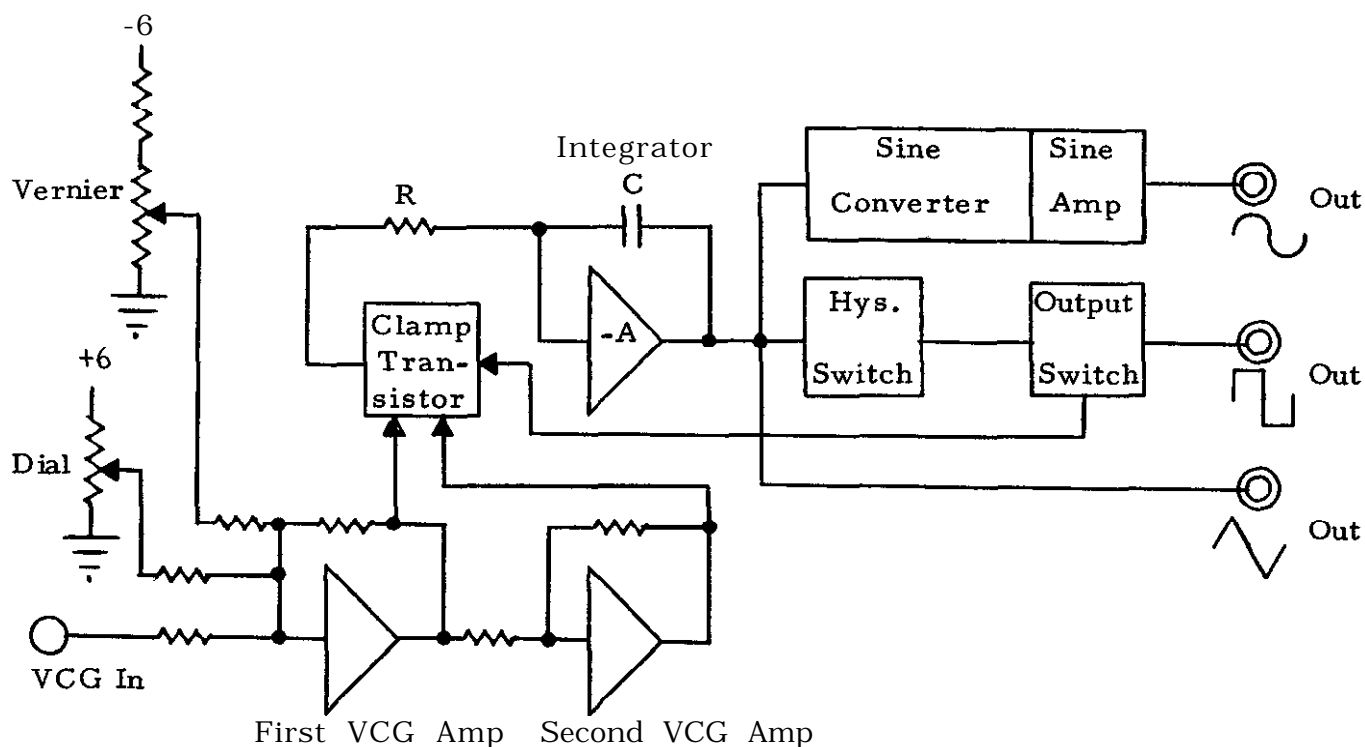 -6
Vernier
+6
Dial
VCG In
R
Integrator
C
-A
Clamp
Tran-
sistor
First VCG Amp
Second VCG Amp
Sine
Converter
Sine
Amp
Out
Hys.
Switch
Output
Switch
Out
Out